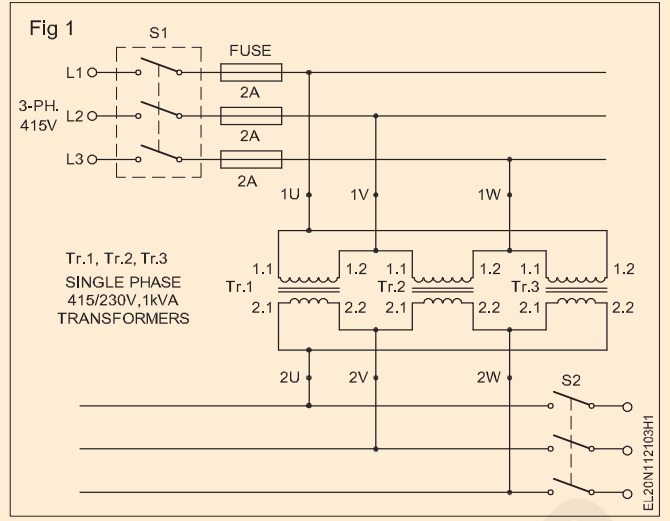 Fig 1
S1
FUSE
L1
2A
3-PH.
415V
L2
2A
L3
2A
1U
1V
1W
Tr.1, Tr.2, Tr.3
SINGLE PHASE
415/230V,1kVA
TRANSFORMERS
1.1 1.2 1.1 1.2 1.1 1.2
Tr.1 Tr.2 Tr.3
2.1 2.2 2.1 2.2 2.1 2.2
2U
2V
2W
S2
EL20N112103H1